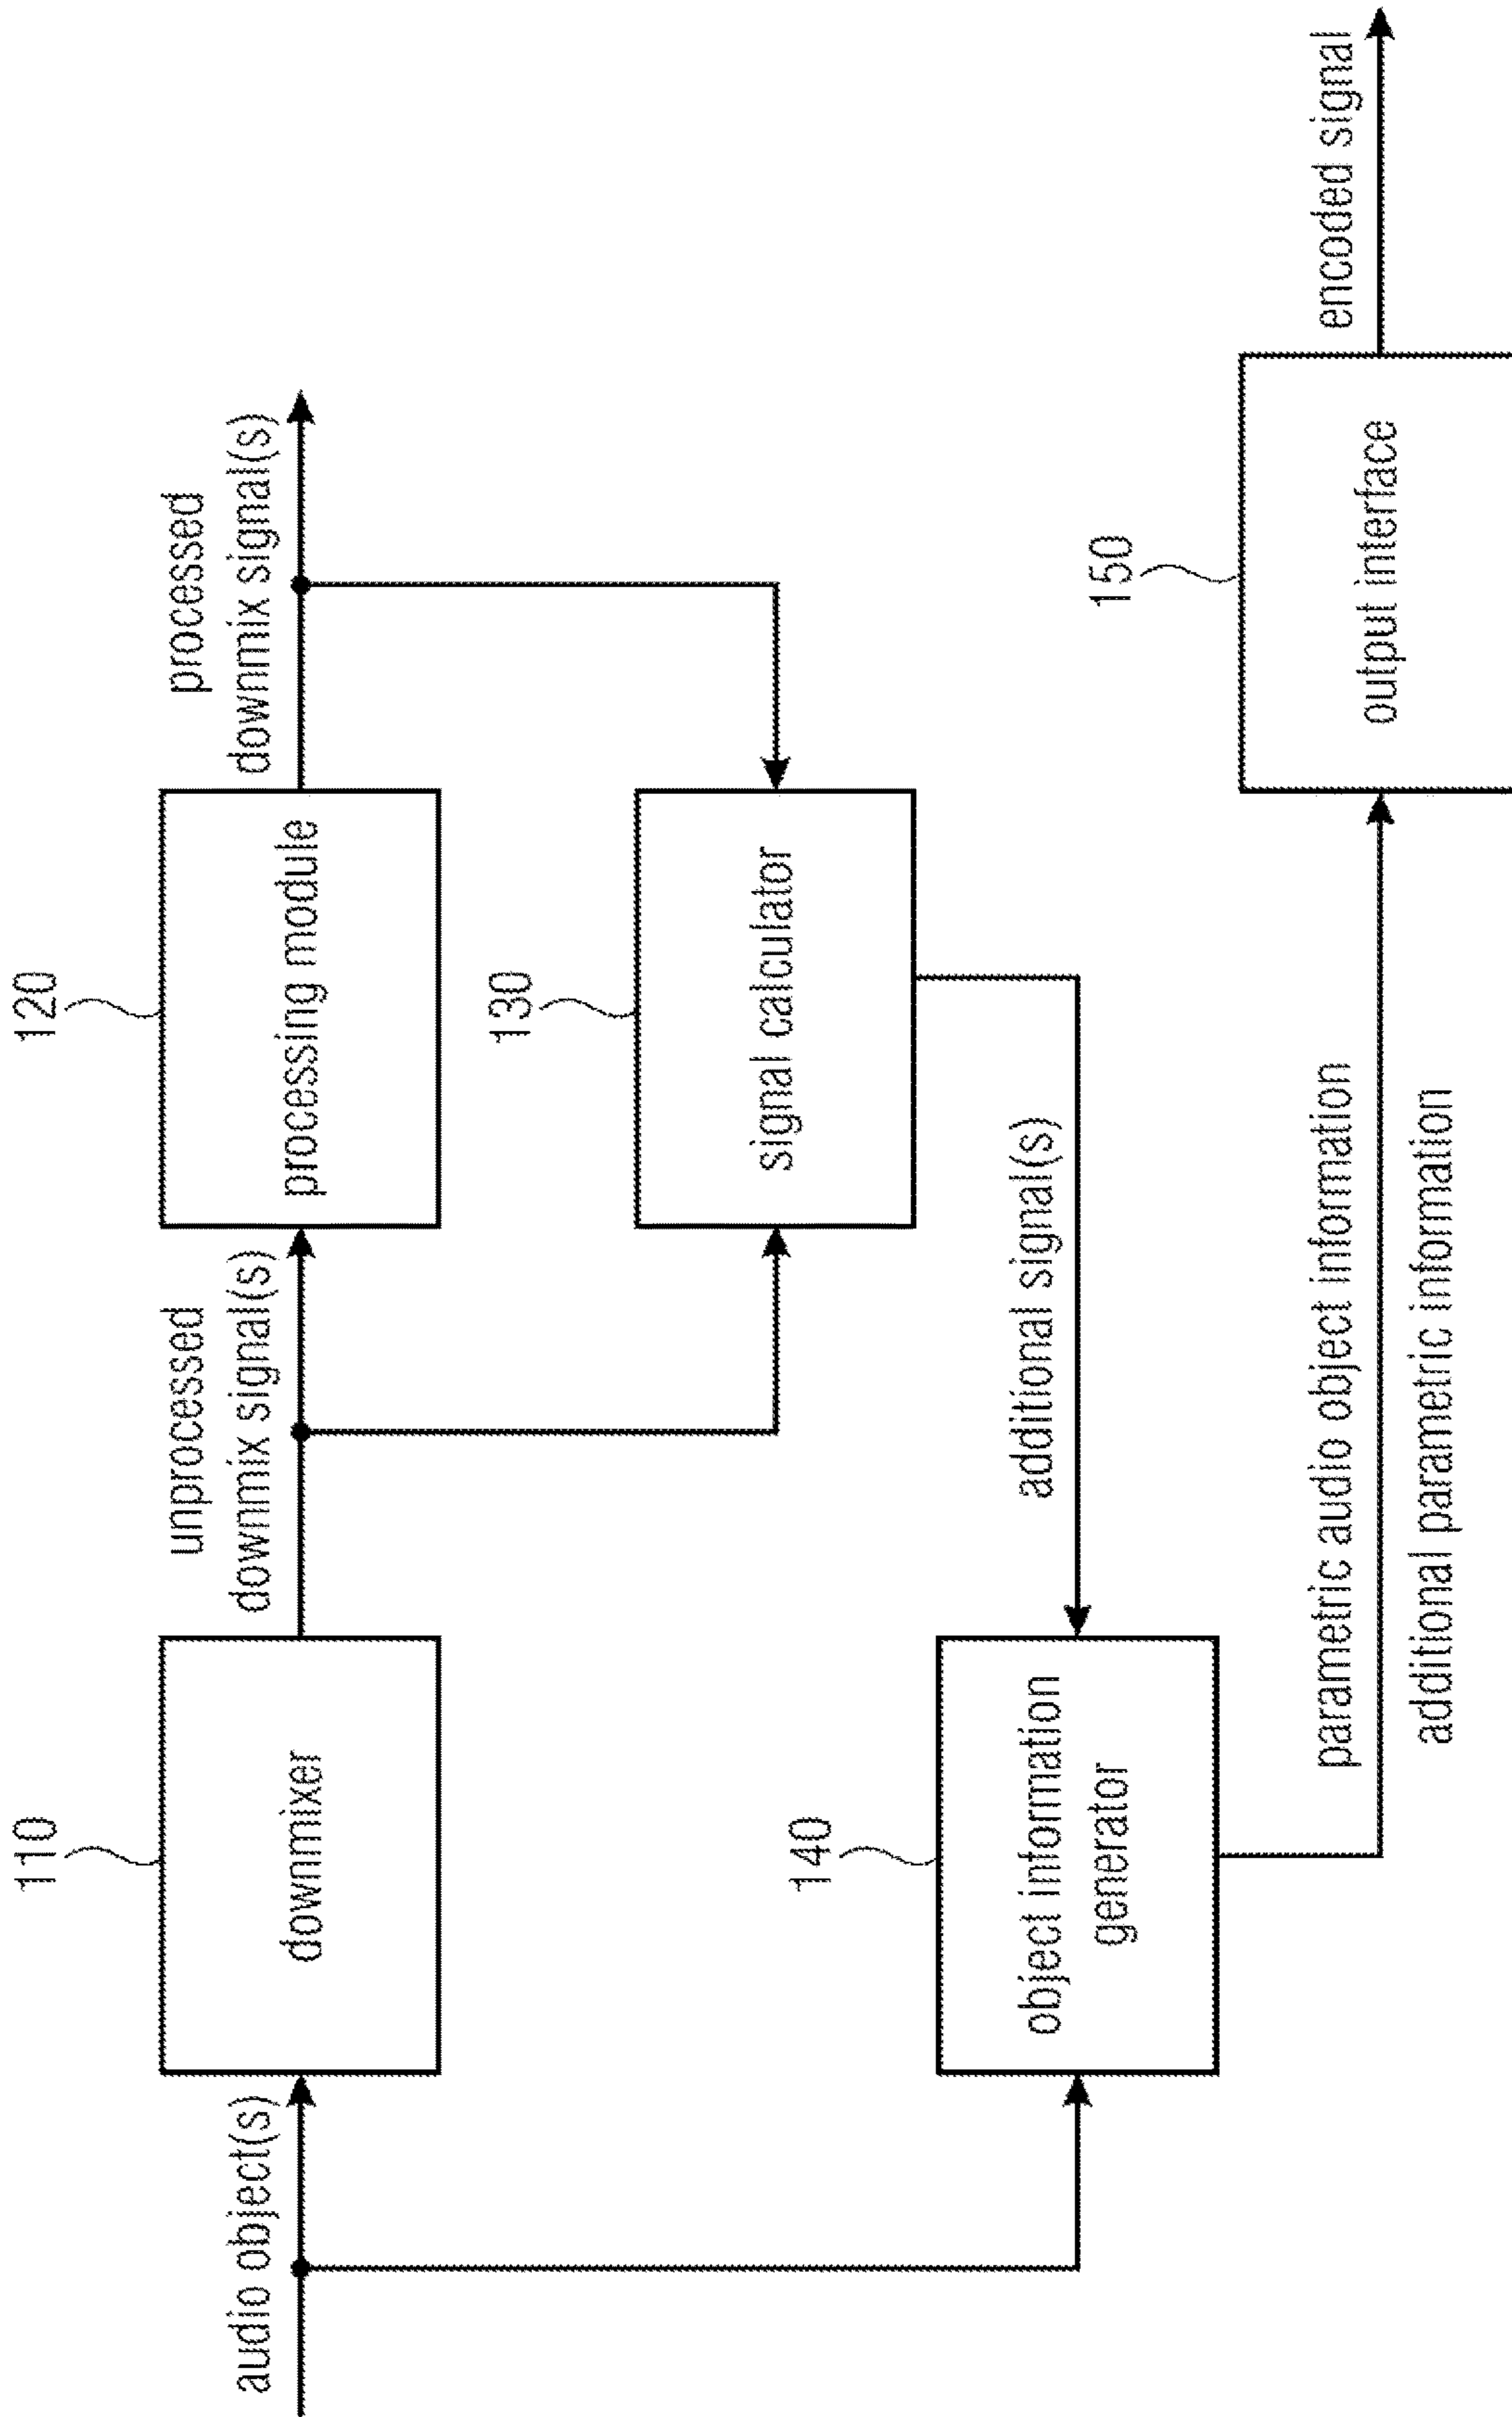 audio object(s)
110
downmixer
unprocessed
downmix signal(s)
120
processing module
processed
downmix signal(s)
130
signal calculator
additional signal(s)
140
object information
generator
parametric audio object information
additional parametric information
150
output interface
encoded signal